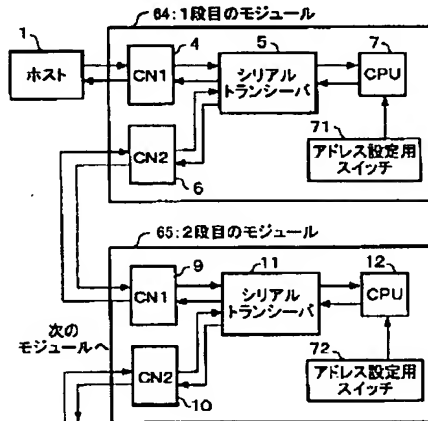 64:1段目のモジュール
1
ホスト
4
CN1
5
シリアル
トランシーバ
7
CPU
CN2
6
71
アドレス設定用
スイッチ
65:2段目のモジュール
9
CN1
11
シリアル
トランシーバ
12
CPU
次の
モジュールへ
CN2
10
72
アドレス設定用
スイッチ